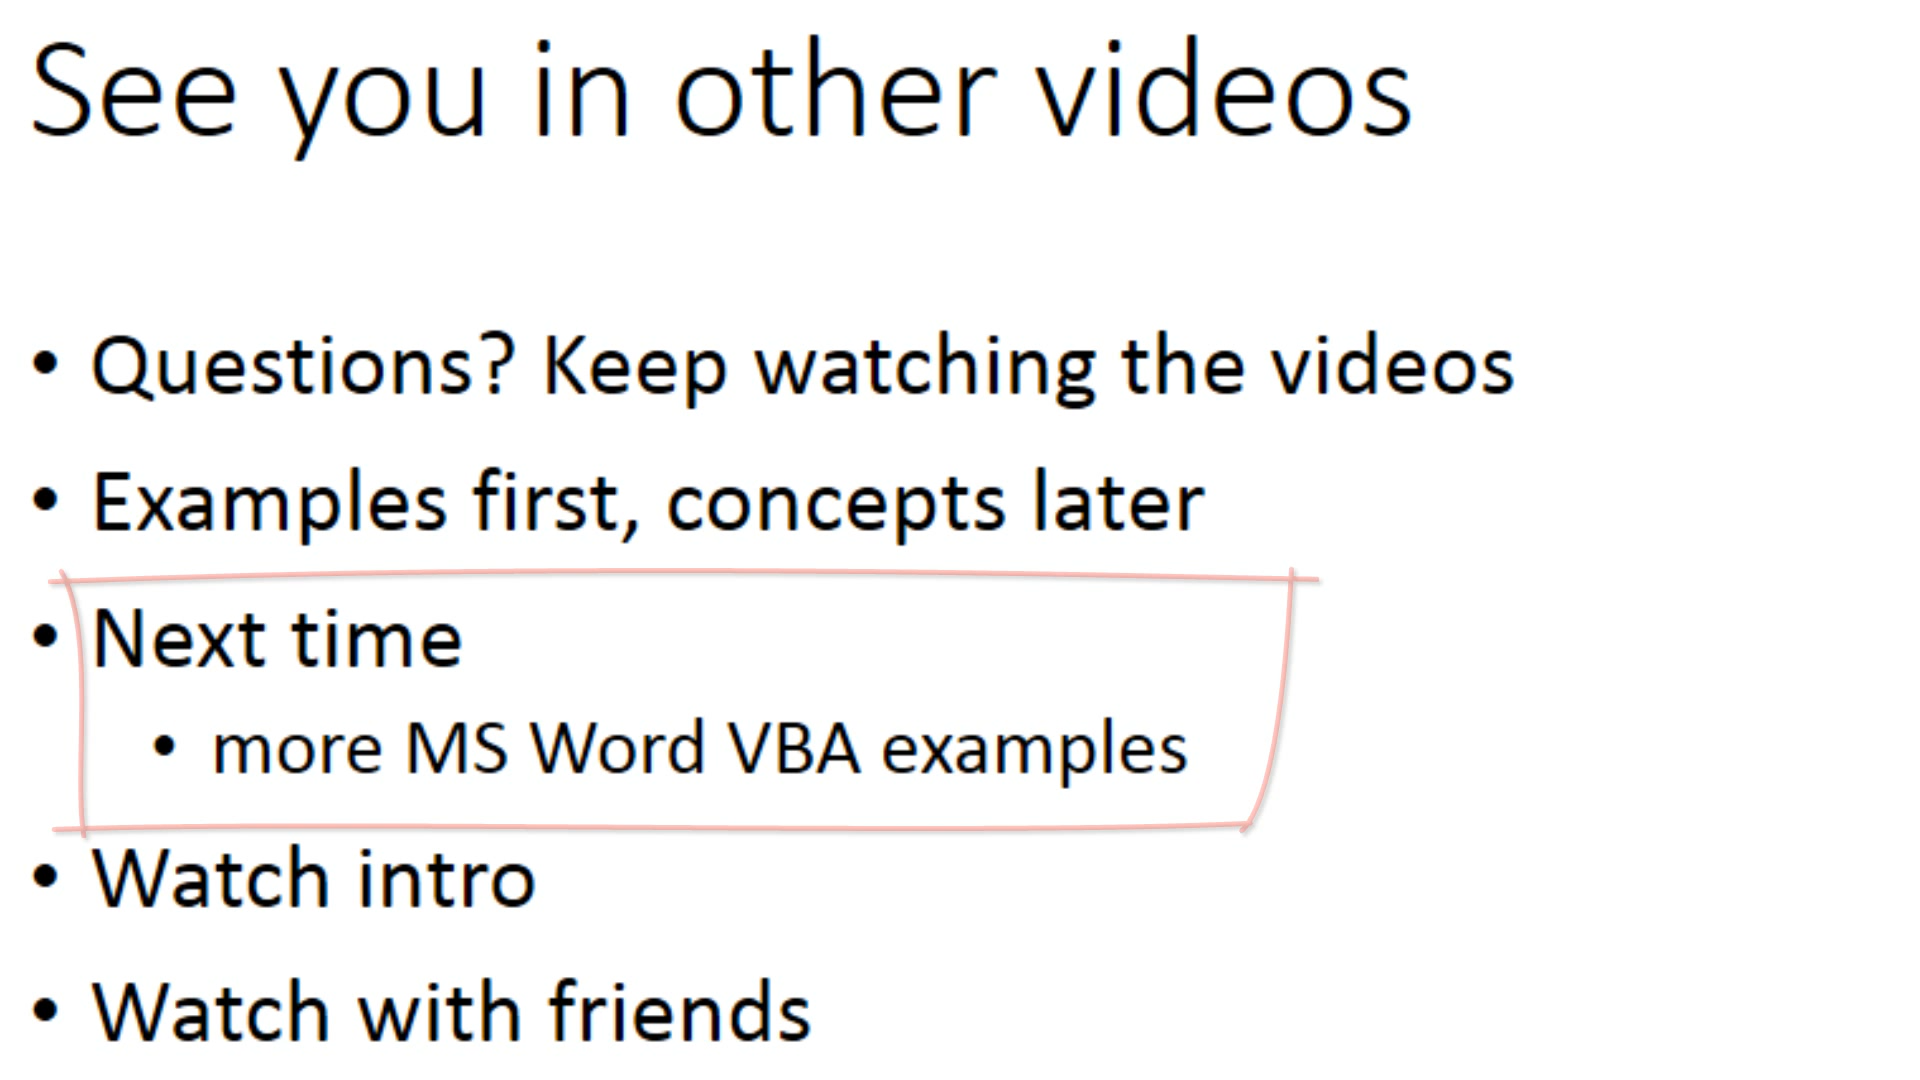 See you in other videos
• Questions? Keep watching the videos
• Examples first, concepts later
• Next time
• more MS Word VBA examples
• Watch intro
• Watch with friends